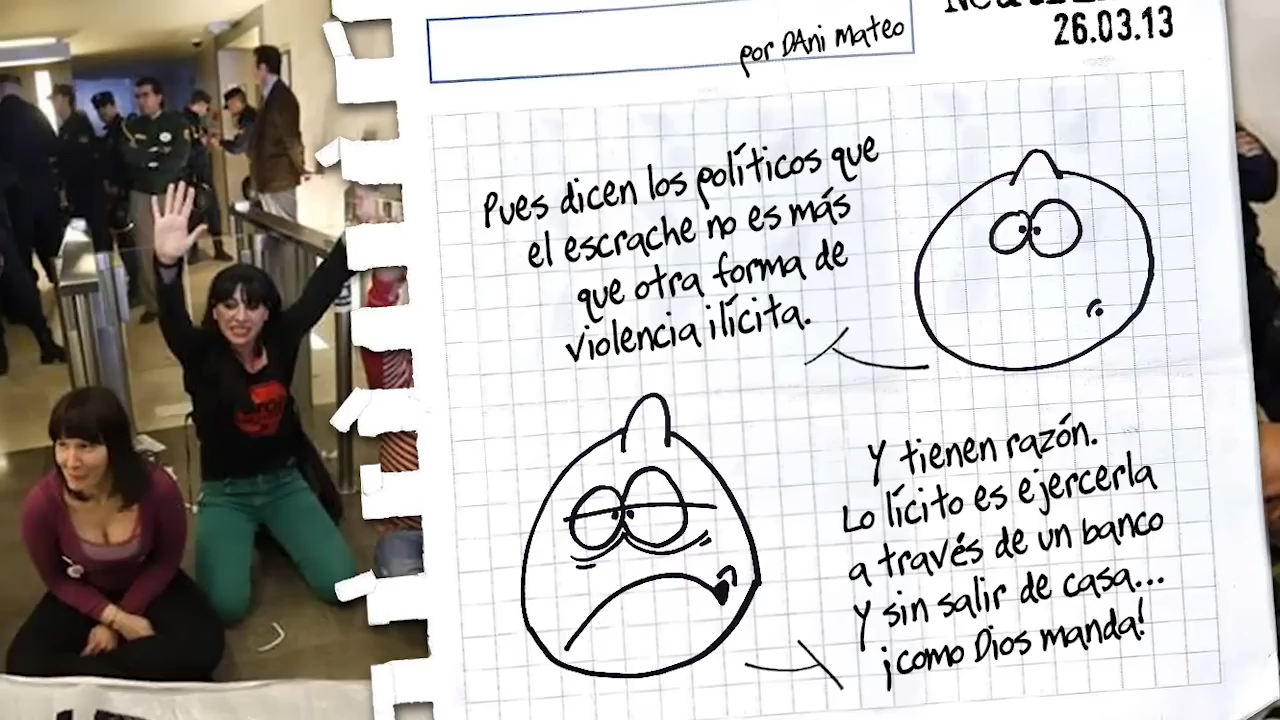 por DAni Mateo
26.03.13
Pues dicen los políticos que
el escrache no es más
que otra forma de
violencia ilícita.
Y tienen razón.
Lo lícito es ejercerla
a través de un banco
y sin salir de casa...
¡como Dios manda!